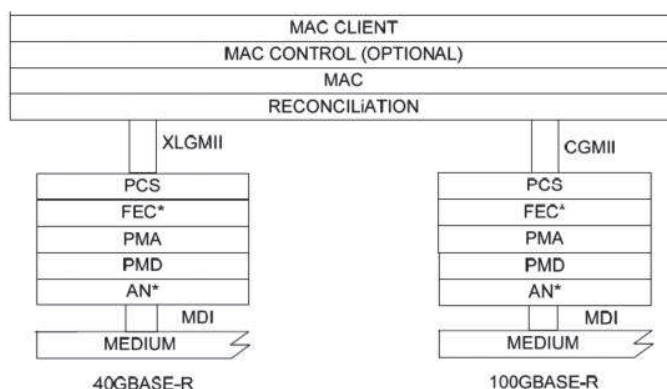 MAC CLIENT
MAC CONTROL (OPTIONAL)
MAC
RECONCILiATION
XLGMII
CGMII
PCS
FEC*
PMA
PMD
AN*
MDI
MEDIUM
40GBASE-R
PCS
FEC*
PMA
PMD
AN*
MDI
MEDIUM
100GBASE-R